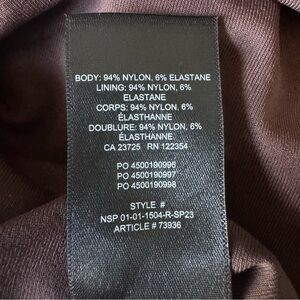 BODY: 94% NYLON, 6% ELASTANE
LINING: 94% NYLON, 6%
ELASTANE
CORPS: 94% NYLON, 6%
ÉLASTHANNE
DOUBLURE: 94% NYLON, 6%
ÉLASTHANNE
CA 23725 RN 122354
PO 4500190996
PO 4500190997
PO 4500190998
STYLE #
NSP 01-01-1504-R-SP23
ARTICLE # 73936